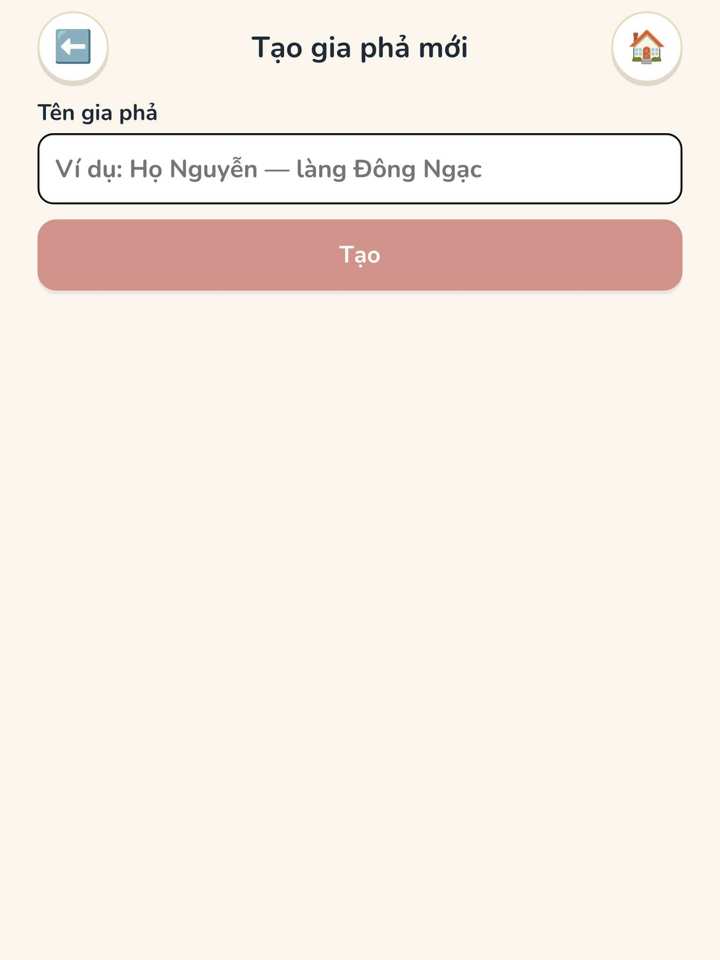 Tạo gia phả mới
Tên gia phả
Ví dụ: Họ Nguyễn — làng Đông Ngạc
Tạo